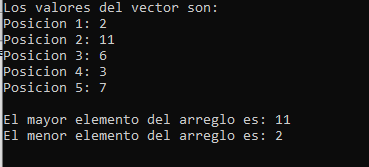 Los valores del vector son:
Posicion 1: 2
Posicion 2: 11
Posicion 3: 6
Posicion 4: 3
Posicion 5: 7
El mayor elemento del arreglo es: 11
El menor elemento del arreglo es: 2